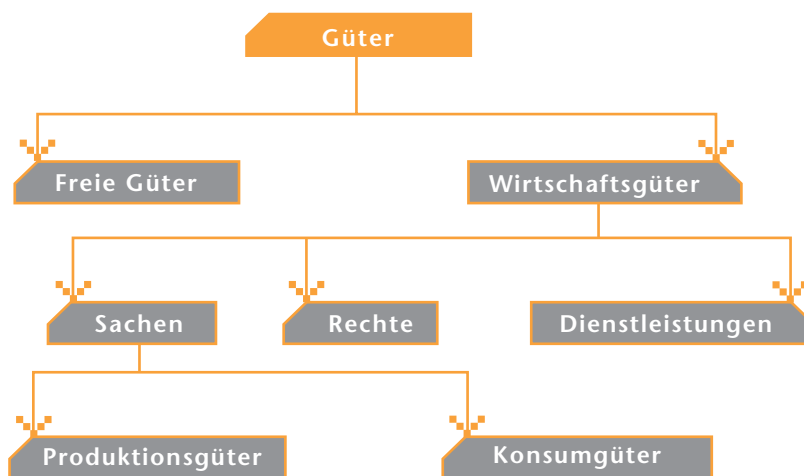 Güter
Freie Güter
Wirtschaftsgüter
Sachen
Rechte
Dienstleistungen
Produktionsgüter
Konsumgüter